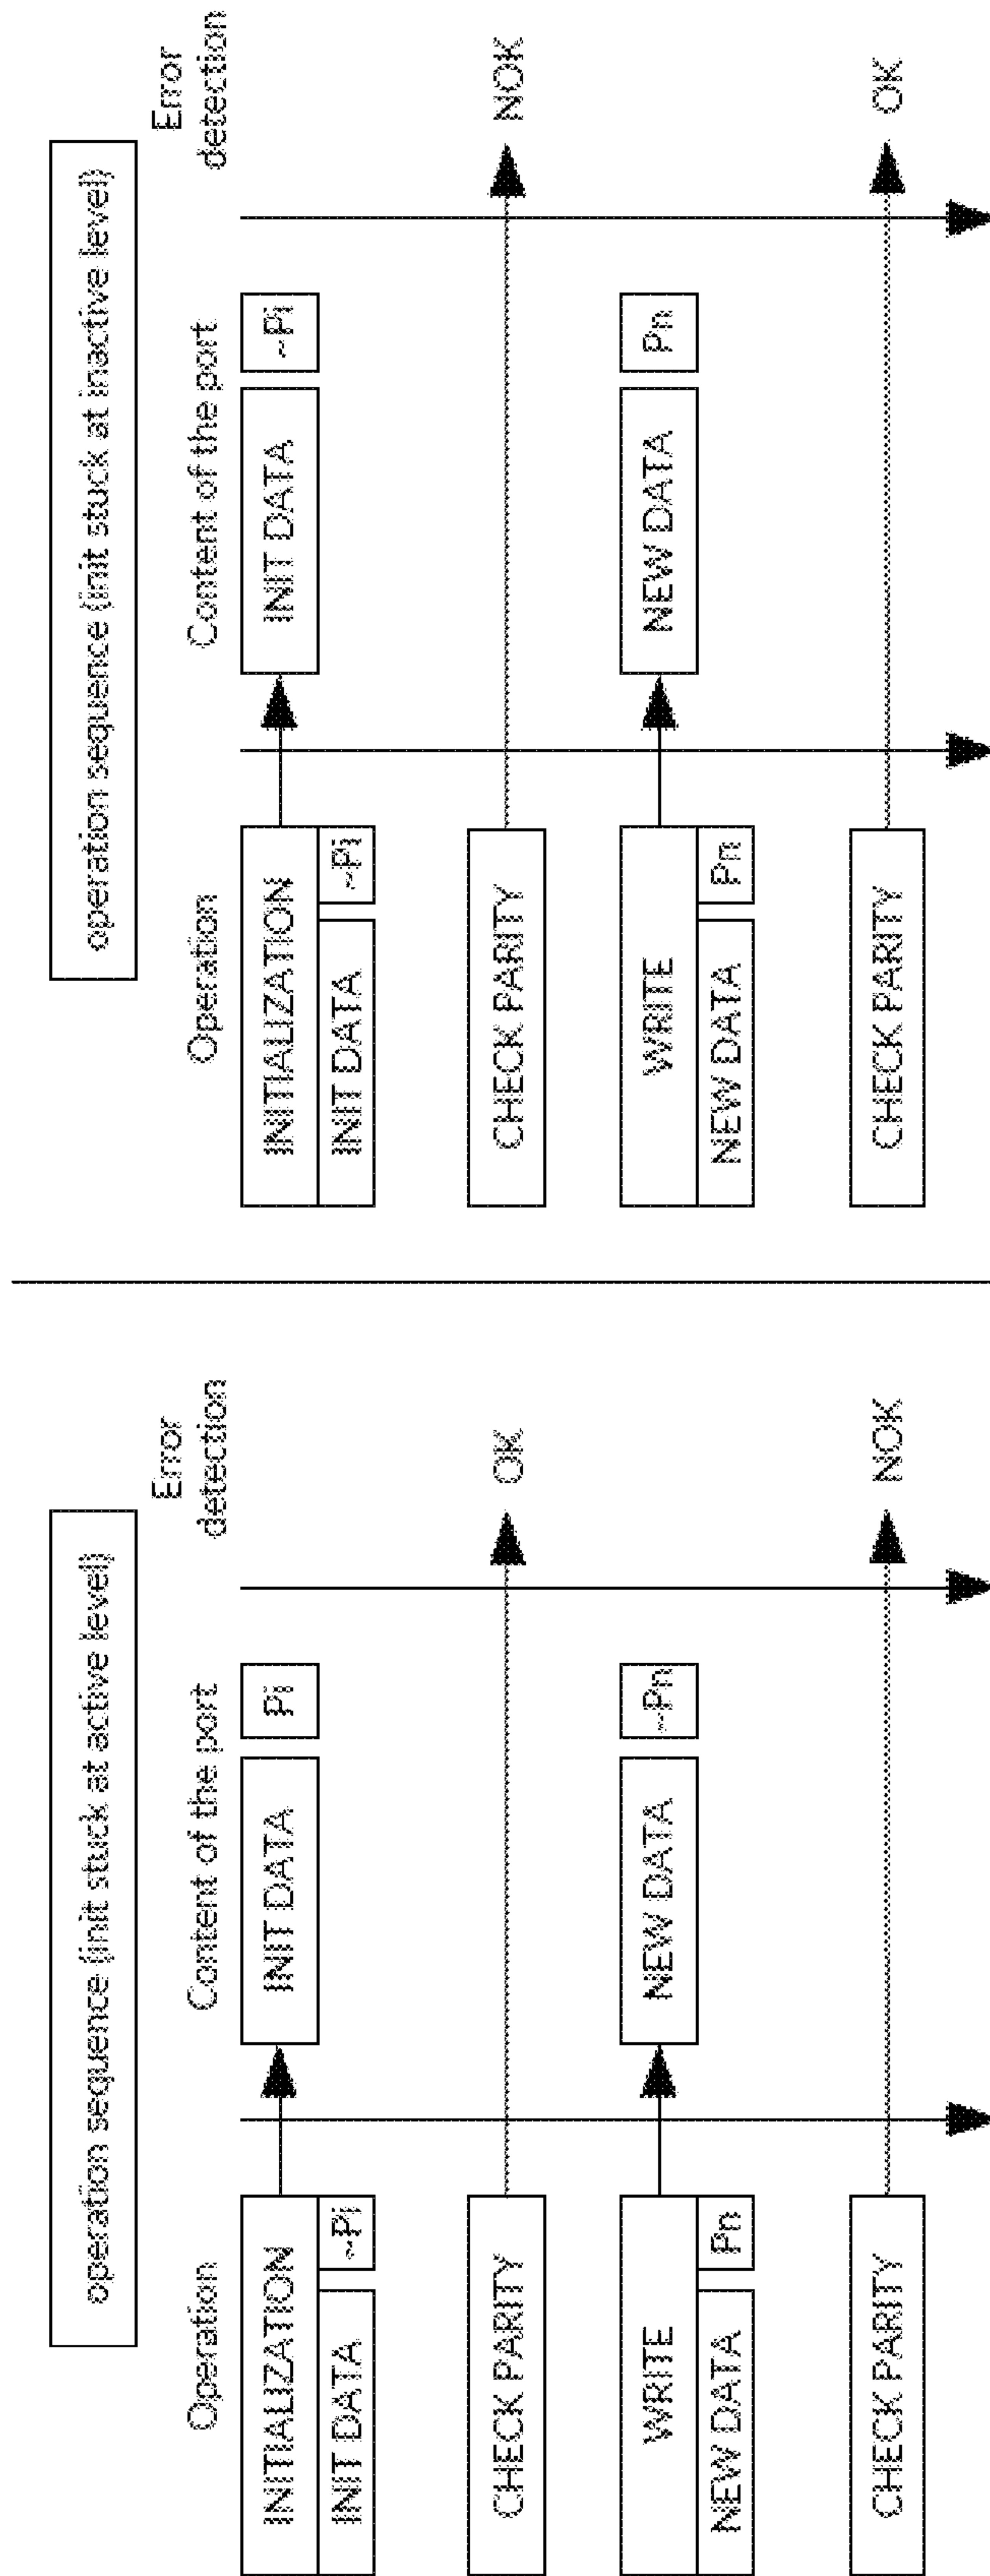 operation sequence (init stuck at active level)
Operation
Content of the port
Error
detection
INITIALIZATION
INIT DATA
~Pi
INIT DATA
Pi
CHECK PARITY
OK
WRITE
NEW DATA
Pn
NEW DATA
~Pn
CHECK PARITY
NOK
operation sequence (init stuck at inactive level)
Operation
Content of the port
Error
detection
INITIALIZATION
INIT DATA
~Pi
INIT DATA
~Pi
CHECK PARITY
NOK
WRITE
NEW DATA
Pn
NEW DATA
Pn
CHECK PARITY
OK